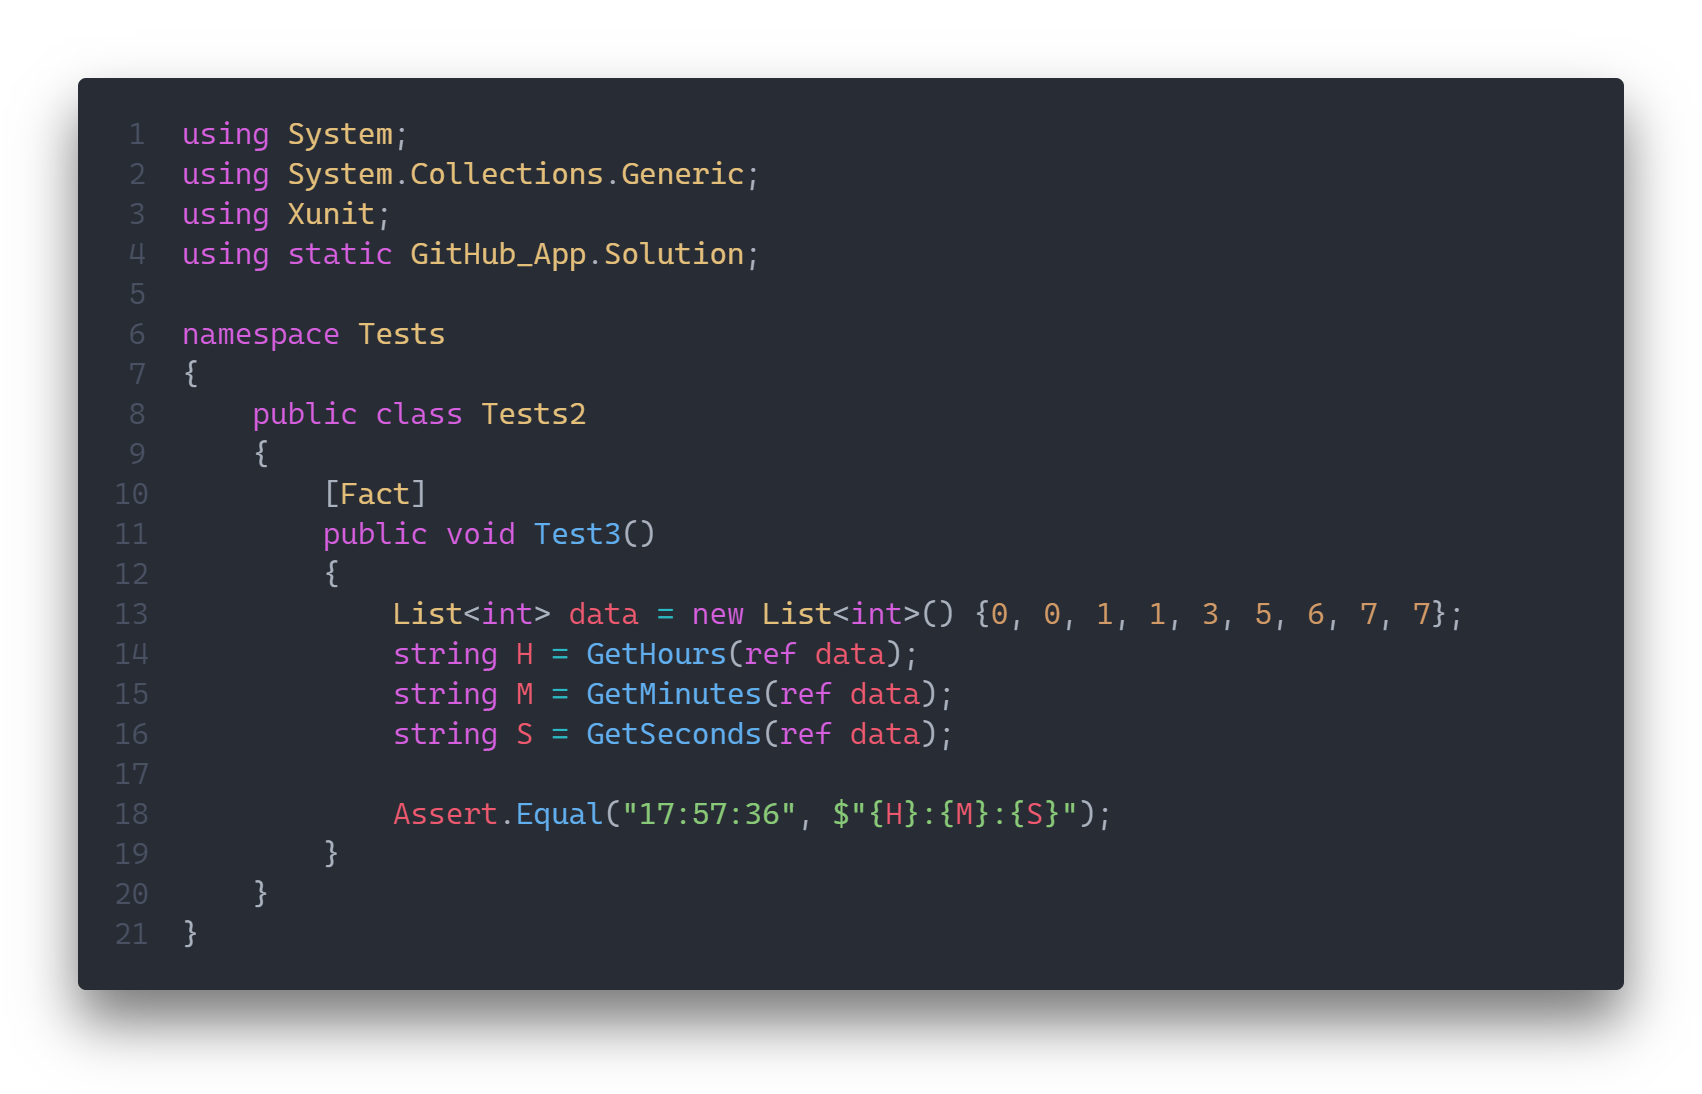 1 using System;
2 using System.Collections.Generic;
3 using Xunit;
4 using static GitHub_App.Solution;
5
6 namespace Tests
7 {
8     public class Tests2
9     {
10         [Fact]
11         public void Test3()
12         {
13             List<int> data = new List<int>() {0, 0, 1, 1, 3, 5, 6, 7, 7};
14             string H = GetHours(ref data);
15             string M = GetMinutes(ref data);
16             string S = GetSeconds(ref data);
17
18             Assert.Equal("17:57:36", $"{H}:{M}:{S}");
19         }
20     }
21 }